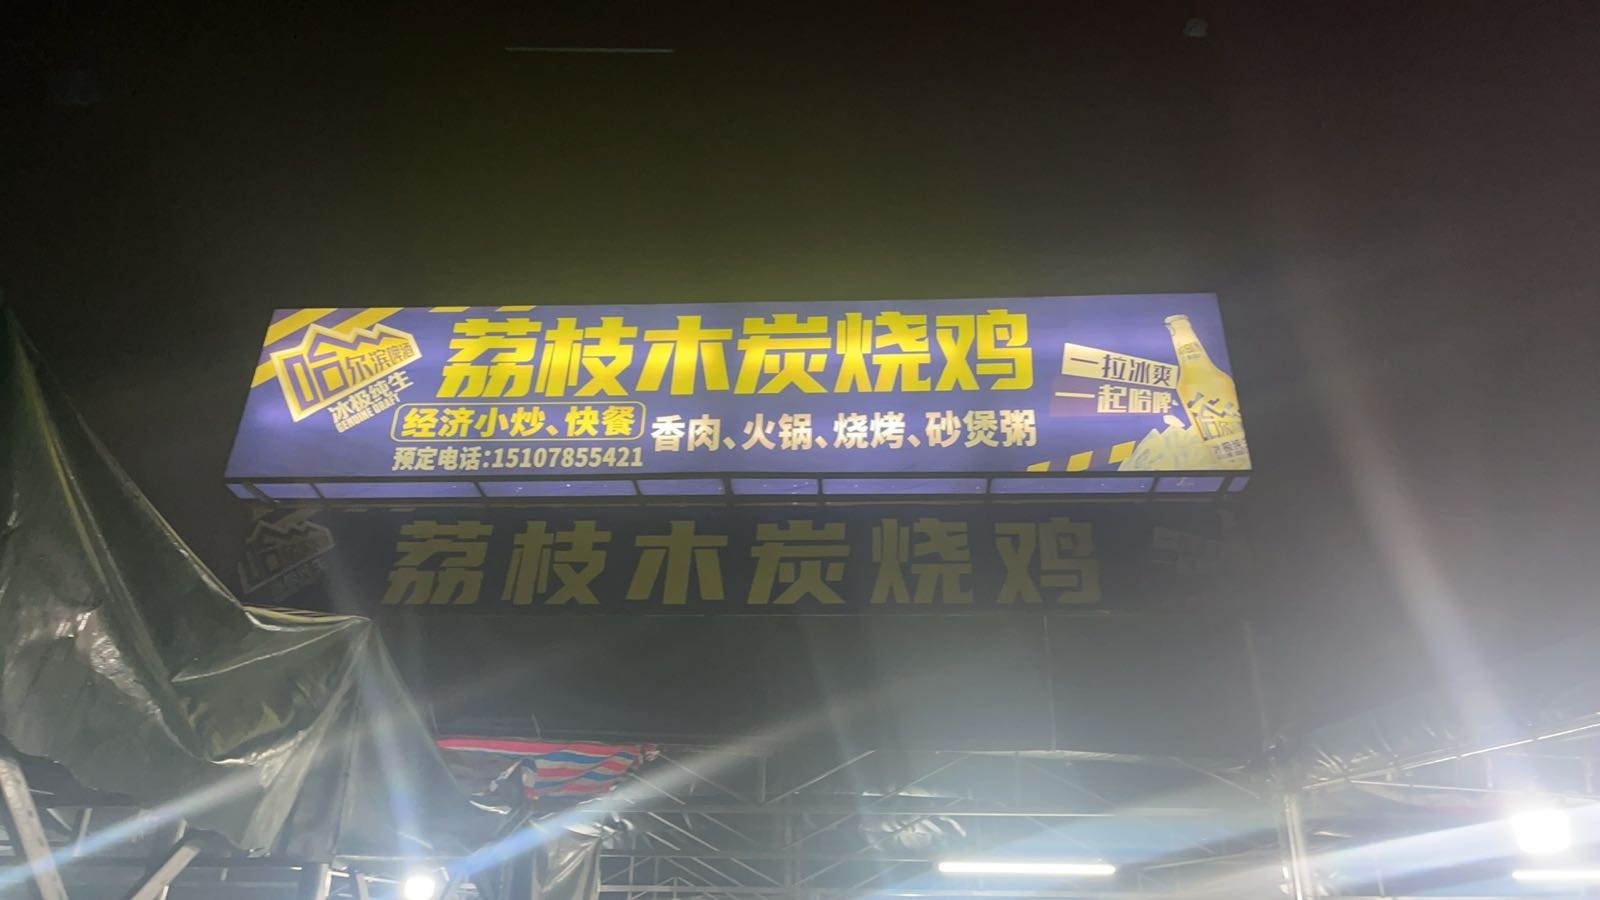 哈尔滨啤酒
冰极纯生
GENUINE DRAFT
荔枝木炭烧鸡
经济小炒、快餐
香肉、火锅、烧烤、砂煲粥
预定电话:15107855421
一拉冰爽
一起哈啤
荔枝木炭烧鸡